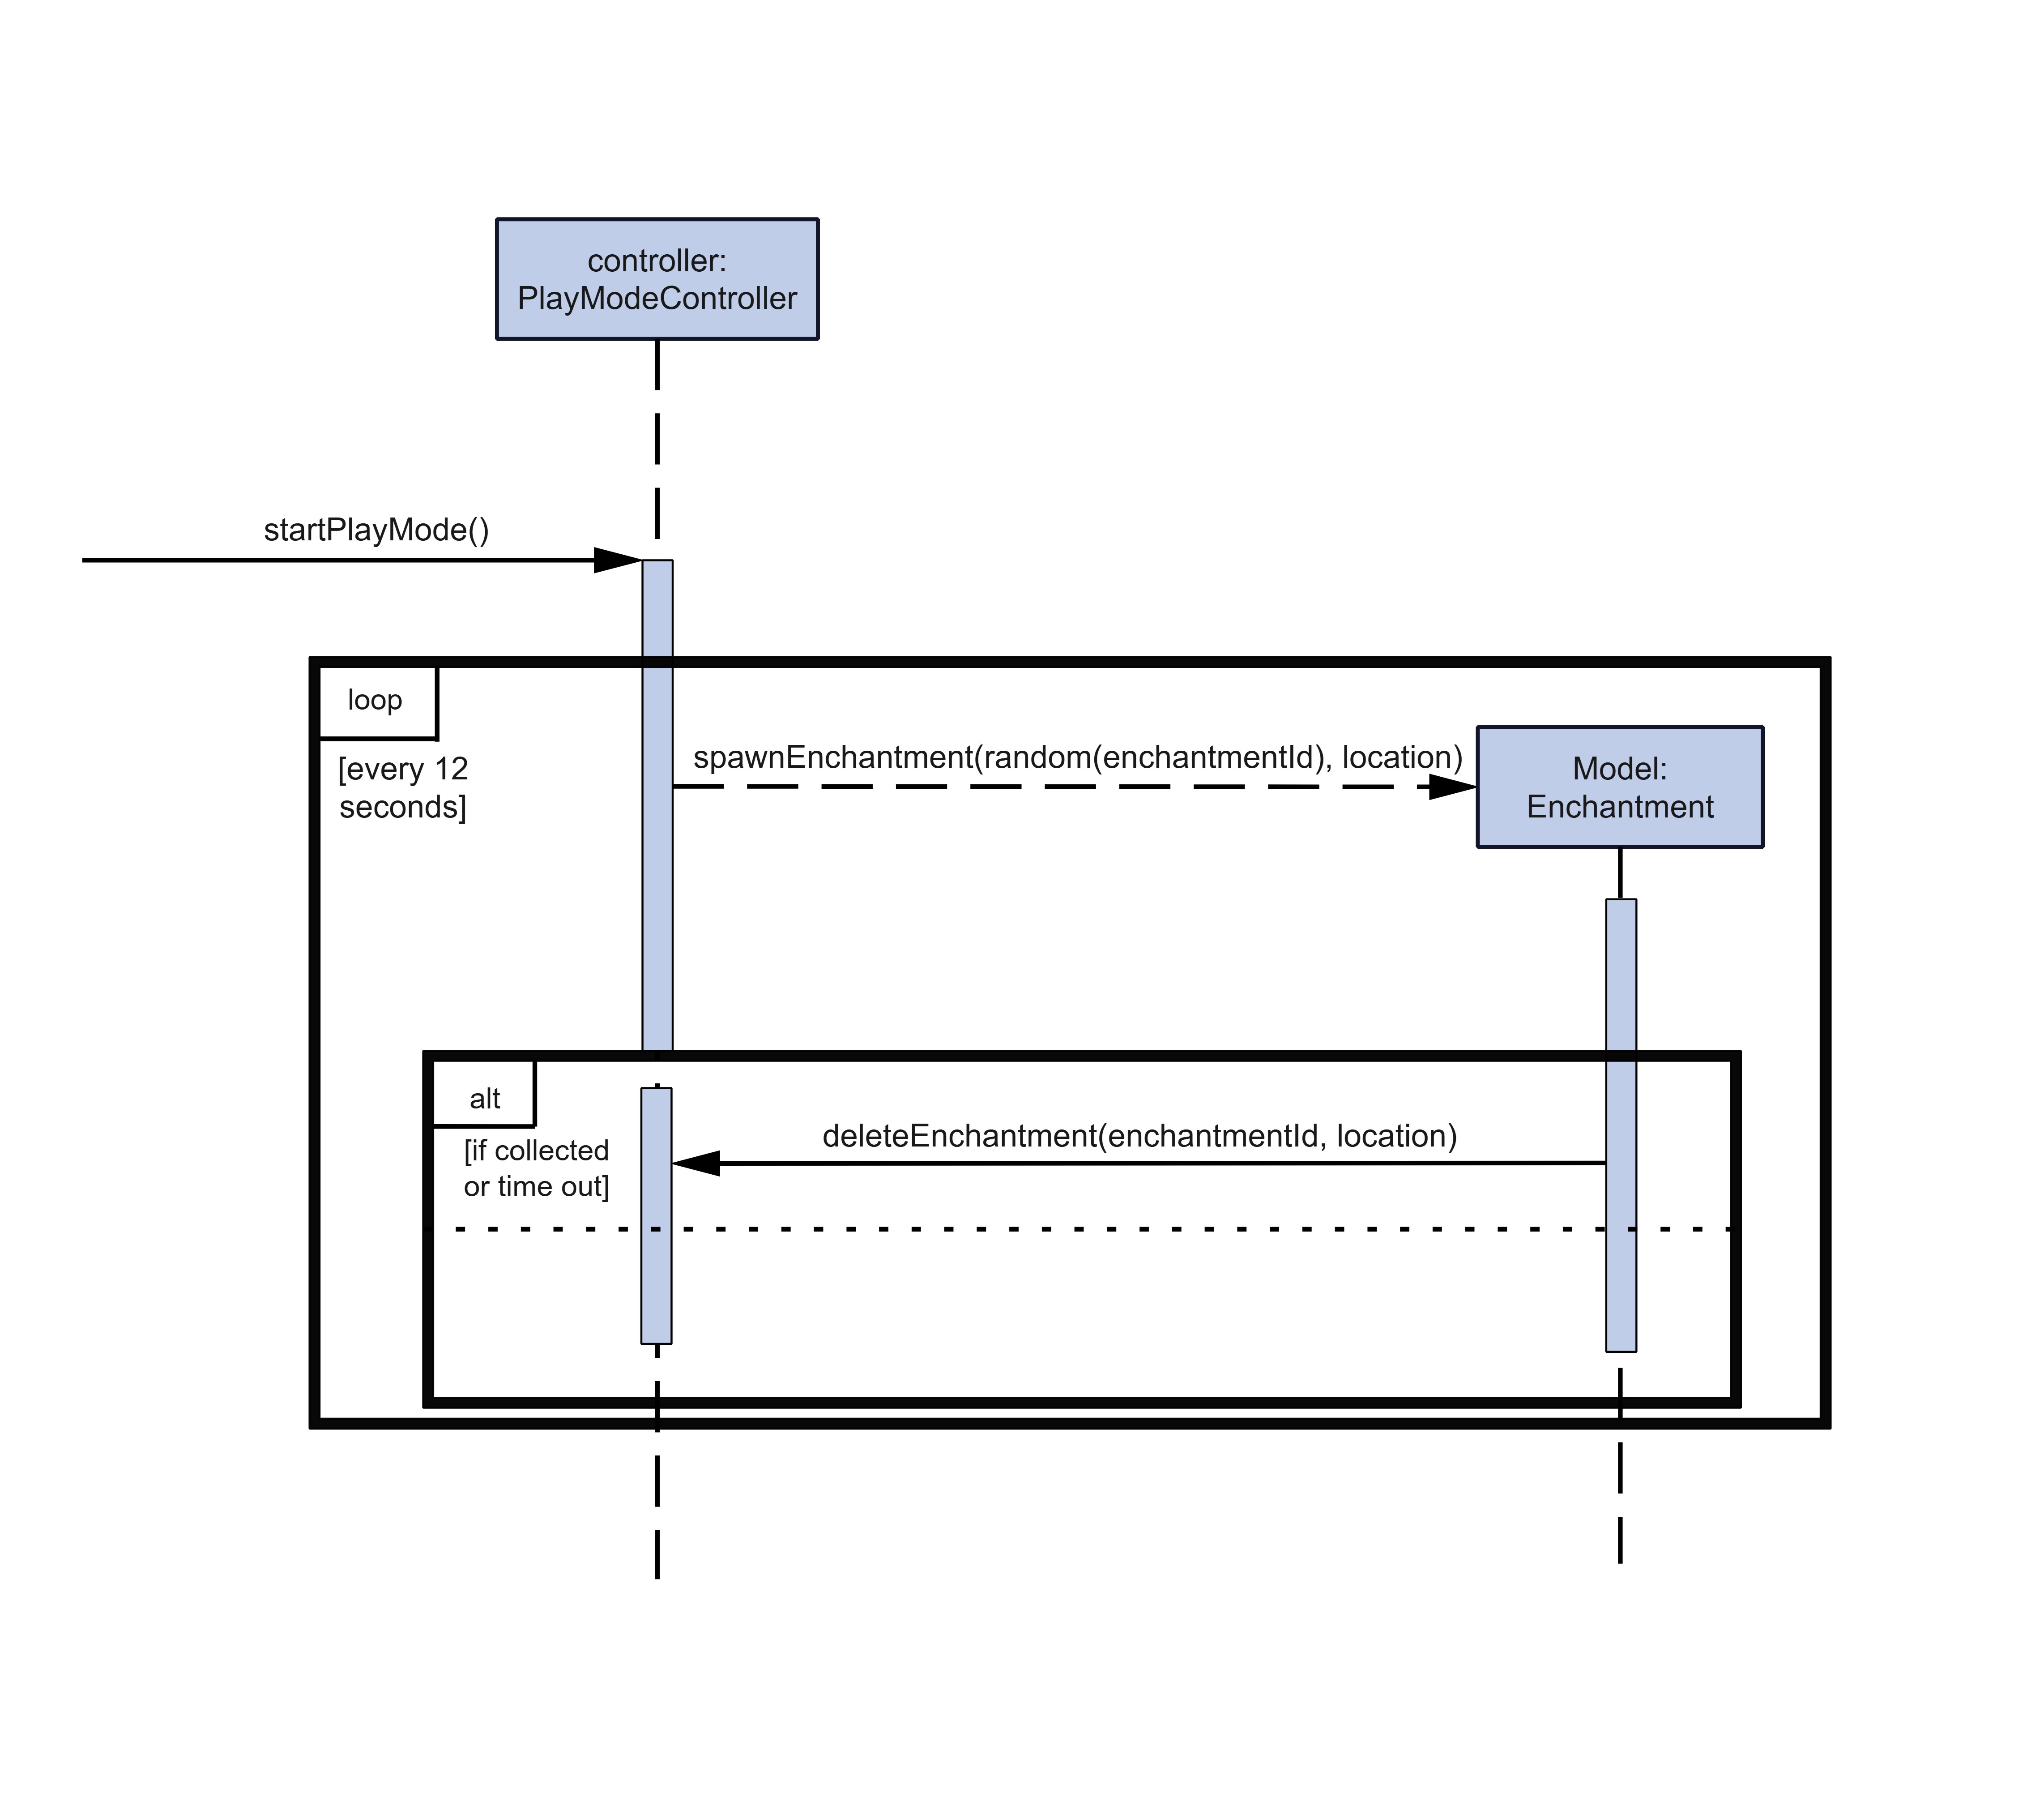 controller:
PlayModeController
startPlayMode()
loop
[every 12
seconds]
spawnEnchantment(random(enchantmentId), location)
Model:
Enchantment
alt
[if collected
or time out]
deleteEnchantment(enchantmentId, location)